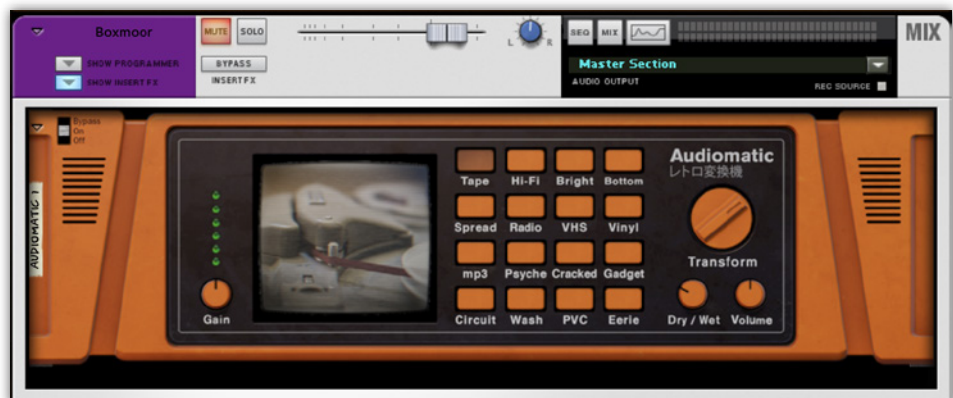 Boxmoor
MUTE SOLO
L R
SEQ MIX
MIX
SHOW PROGRAMMER
SHOW INSERT FX
BYPASS
INSERT FX
Master Section
AUDIO OUTPUT
REC SOURCE
Bypass
On
Off
AUDIOMATIC 1
Tape Hi-Fi Bright Bottom
Spread Radio VHS Vinyl
mp3 Psyche Cracked Gadget
Circuit Wash PVC Eerie
Gain
Audiomatic
レトロ変換機
Transform
Dry / Wet Volume